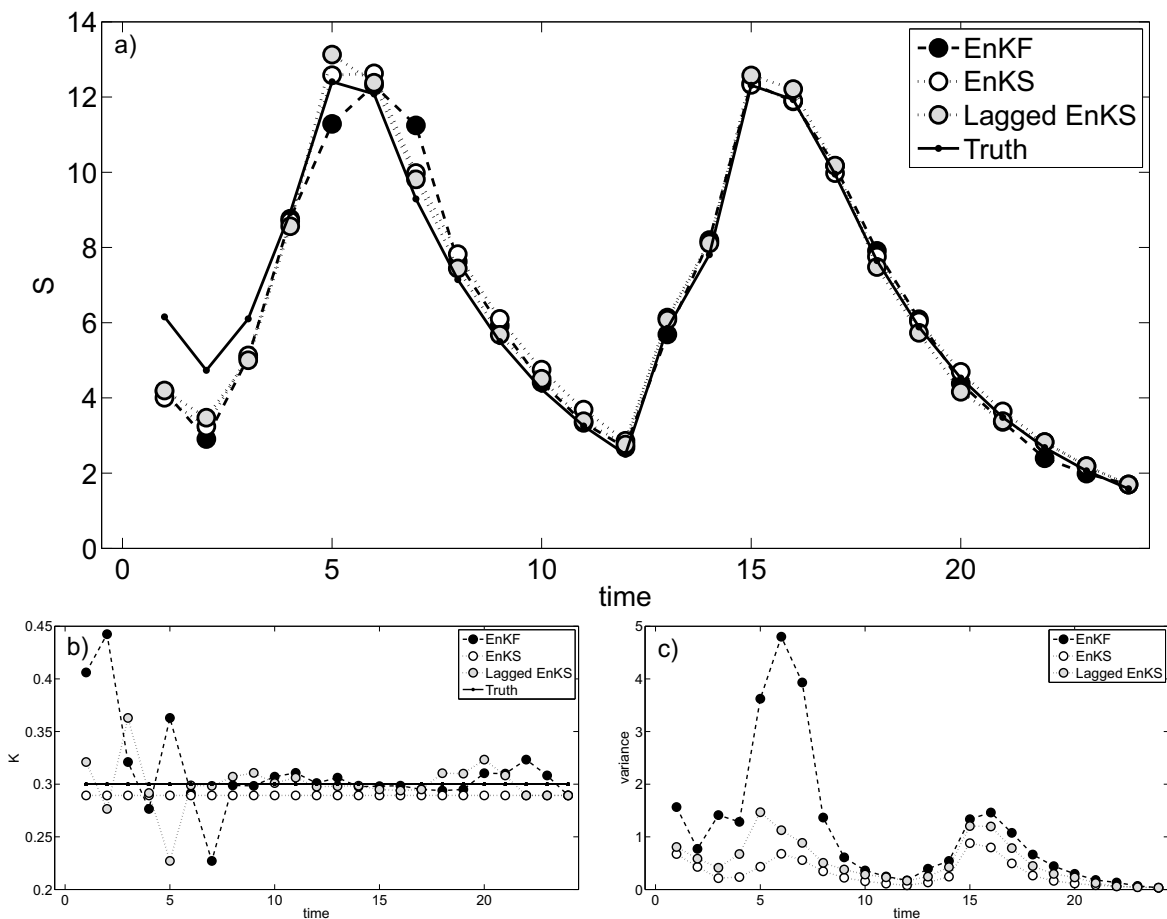 a)
EnKF
EnKS
Lagged EnKS
Truth
14
12
10
8
6
4
2
0
S
0 5 10 15 20
time
b)
EnKF
EnKS
Lagged EnKS
Truth
0.45
0.4
0.35
0.3
0.25
0.2
K
0 5 10 15 20
time
c)
EnKF
EnKS
Lagged EnKS
5
4
3
2
1
0
variance
0 5 10 15 20
time